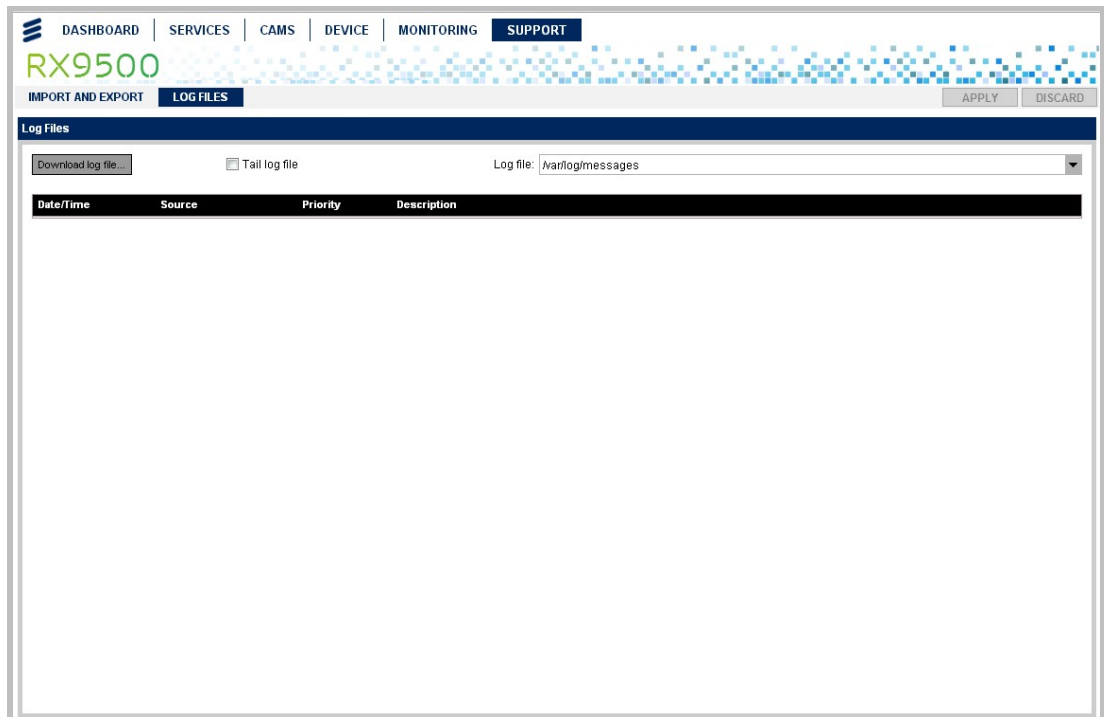 DASHBOARD SERVICES CAMS DEVICE MONITORING SUPPORT
RX9500
IMPORT AND EXPORT LOG FILES APPLY DISCARD
Log Files
Download log file... Tail log file Log file: /var/log/messages
Date/Time Source Priority Description